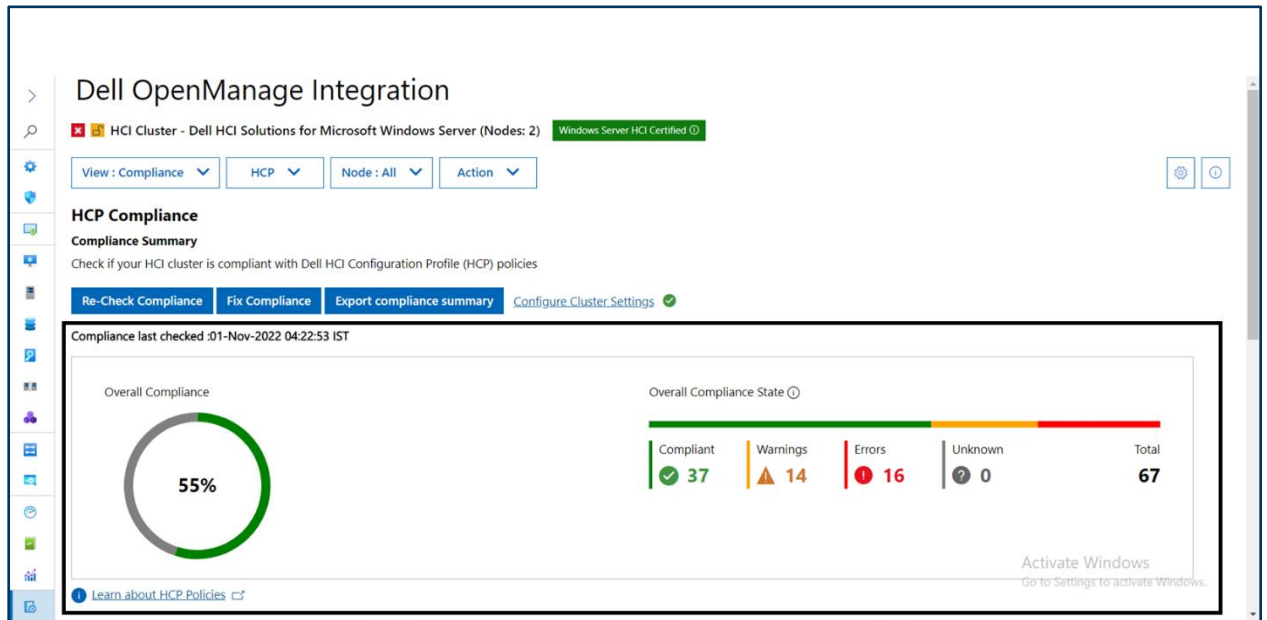 Dell OpenManage Integration
HCI Cluster - Dell HCI Solutions for Microsoft Windows Server (Nodes: 2) Windows Server HCI Certified
View : Compliance HCP Node : All Action
HCP Compliance
Compliance Summary
Check if your HCI cluster is compliant with Dell HCI Configuration Profile (HCP) policies
Re-Check Compliance Fix Compliance Export compliance summary Configure Cluster Settings
Compliance last checked :01-Nov-2022 04:22:53 IST
Overall Compliance
55%
Overall Compliance State
Compliant Warnings Errors Unknown Total
37 14 16 0 67
Activate Windows
Go to Settings to activate Windows.
Learn about HCP Policies